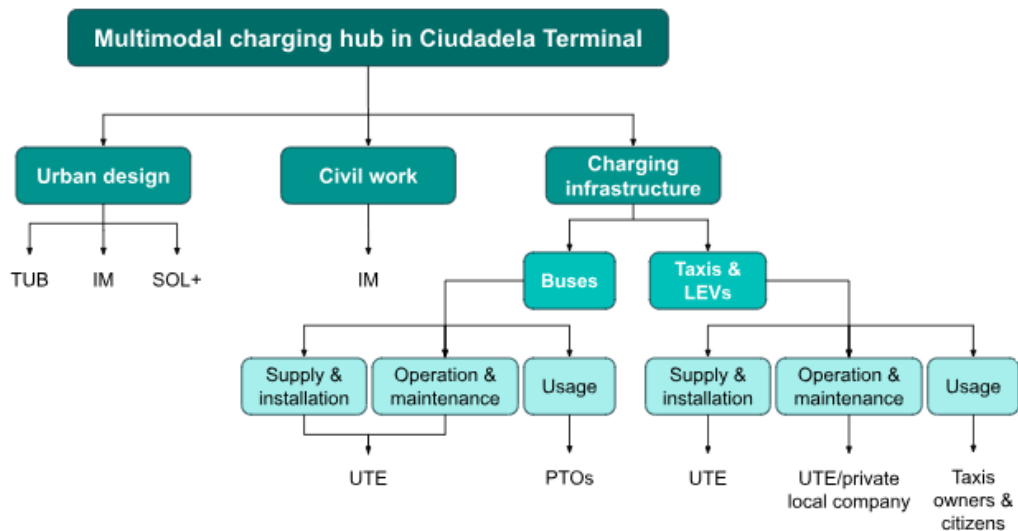 Multimodal charging hub in Ciudadela Terminal
Urban design
Civil work
Charging
infrastructure
TUB
IM
SOL+
IM
Buses
Taxis &
LEVs
Supply &
installation
Operation &
maintenance
Usage
Supply &
installation
Operation &
maintenance
Usage
UTE
PTOs
UTE
UTE/private
local company
Taxis
owners &
citizens